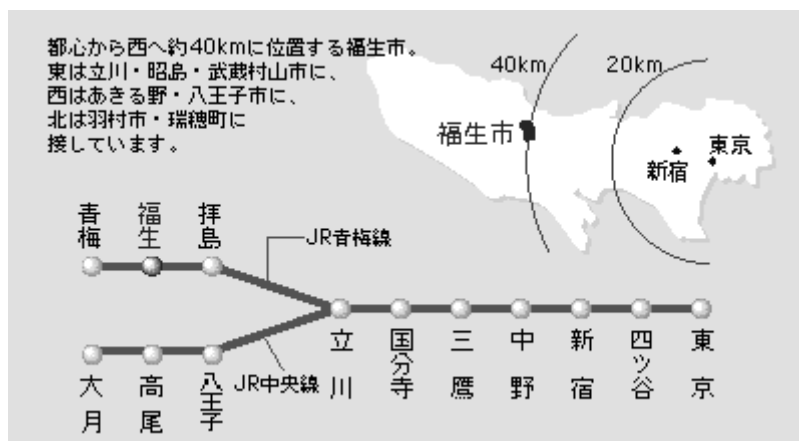 都心から西へ約40kmに位置する福生市。
東は立川・昭島・武蔵村山市に、
西はあきる野・八王子市に、
北は羽村市・瑞穂町に
接しています。
40km
20km
福生市
新宿
東京
青梅
福生
拝島
JR青梅線
立川
国分寺
三鷹
中野
新宿
四ツ谷
東京
JR中央線
大月
高尾
八王子